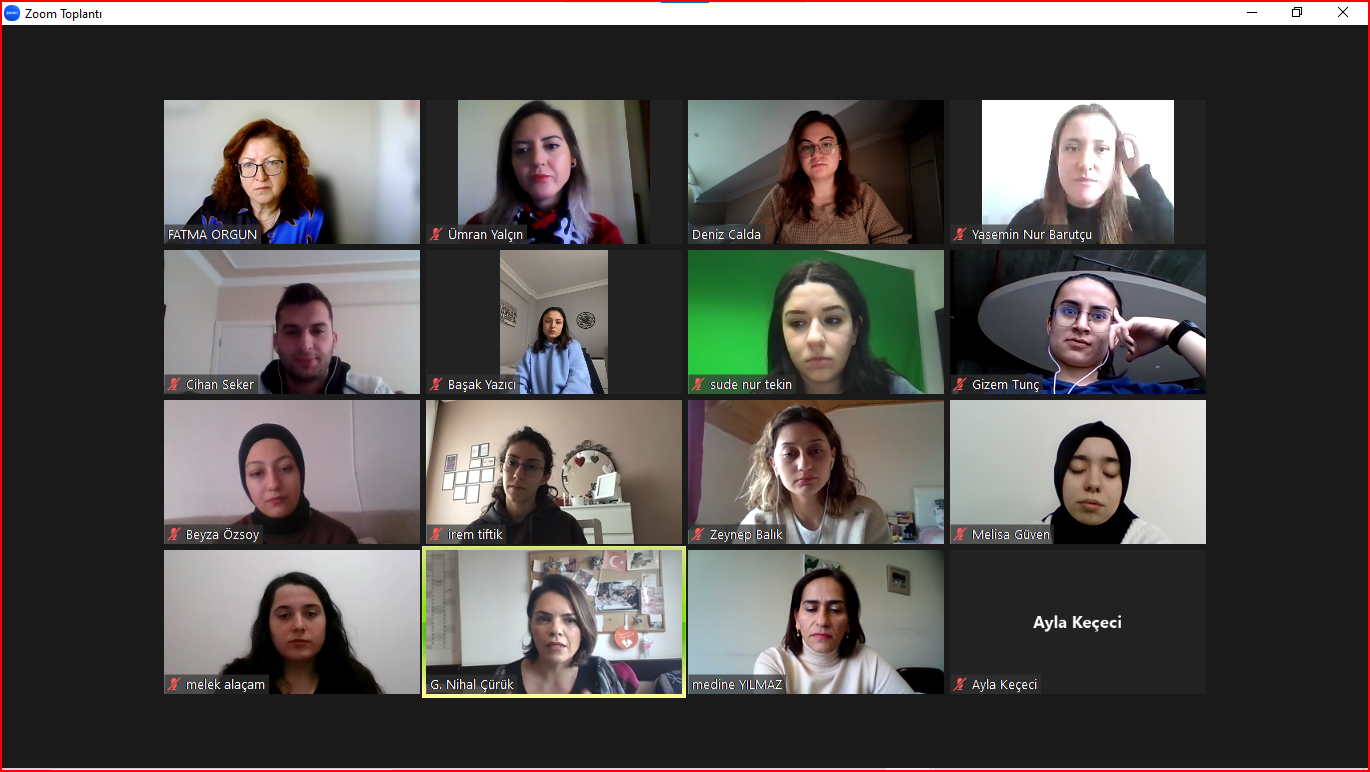 zoom Zoom Toplantı
FATMA ORGUN
Ümran Yalçın
Deniz Calda
Yasemin Nur Barutçu
Cihan Seker
Başak Yazıcı
sude nur tekin
Gizem Tunç
Beyza Özsoy
irem tiftik
Zeynep Balık
Melisa Güven
melek alaçam
G. Nihal Çürük
medine YILMAZ
Ayla Keçeci
Ayla Keçeci